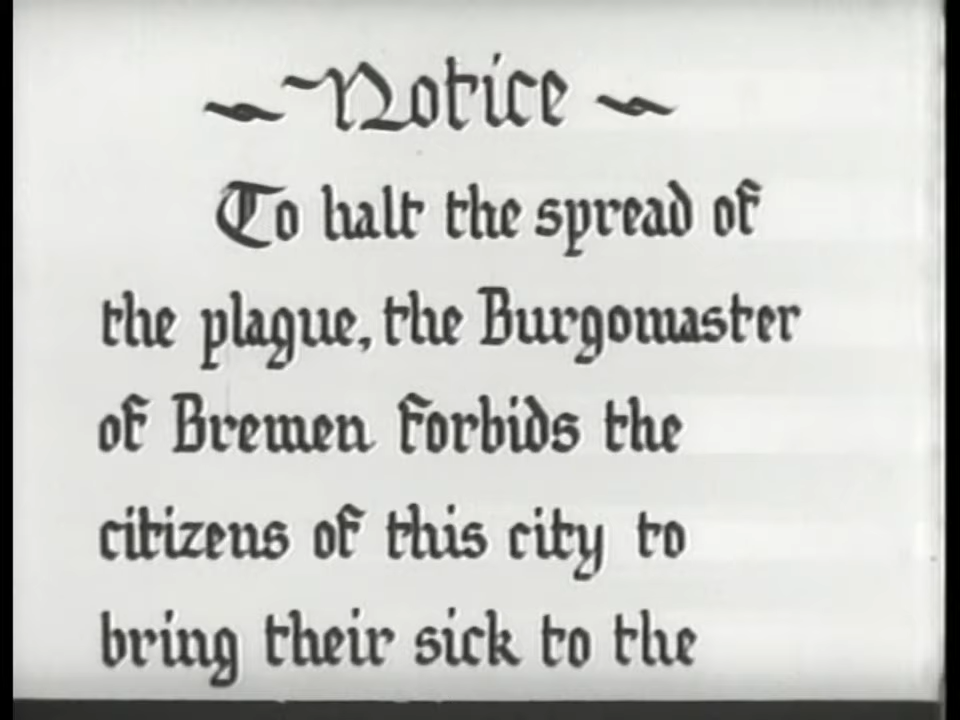 ~ Notice ~
To halt the spread of
the plague, the Burgomaster
of Bremen forbids the
citizens of this city to
bring their sick to the